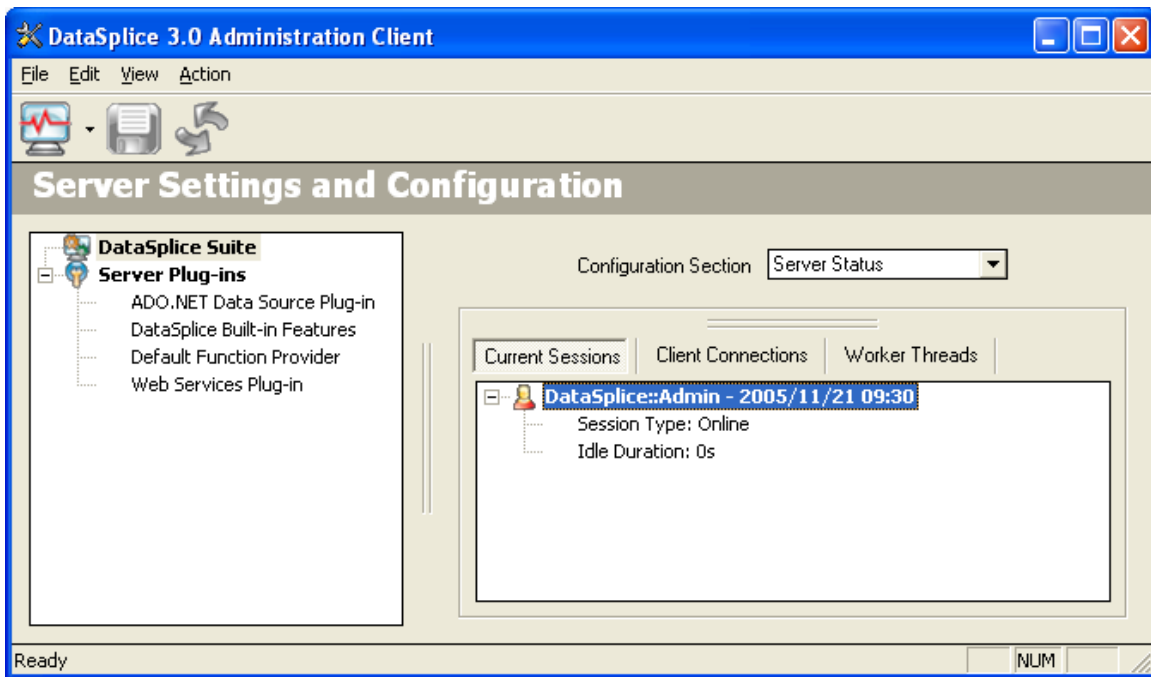 DataSplice 3.0 Administration Client
File Edit View Action
Server Settings and Configuration
DataSplice Suite
Server Plug-ins
ADO.NET Data Source Plug-in
DataSplice Built-in Features
Default Function Provider
Web Services Plug-in
Configuration Section Server Status
Current Sessions Client Connections Worker Threads
DataSplice::Admin - 2005/11/21 09:30
Session Type: Online
Idle Duration: 0s
Ready NUM